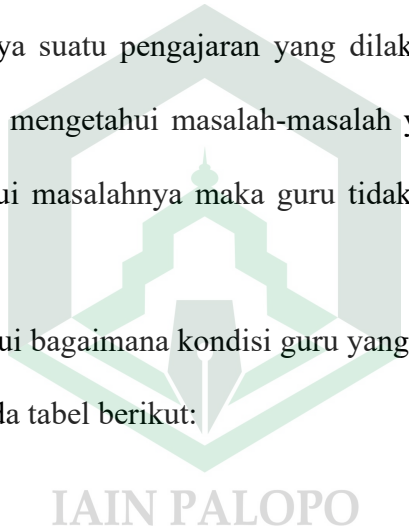 ya suatu pengajaran yang dilak
mengetahui masalah-masalah y
ui masalahnya maka guru tidak
ui bagaimana kondisi guru yang
da tabel berikut:
IAIN PALOPO